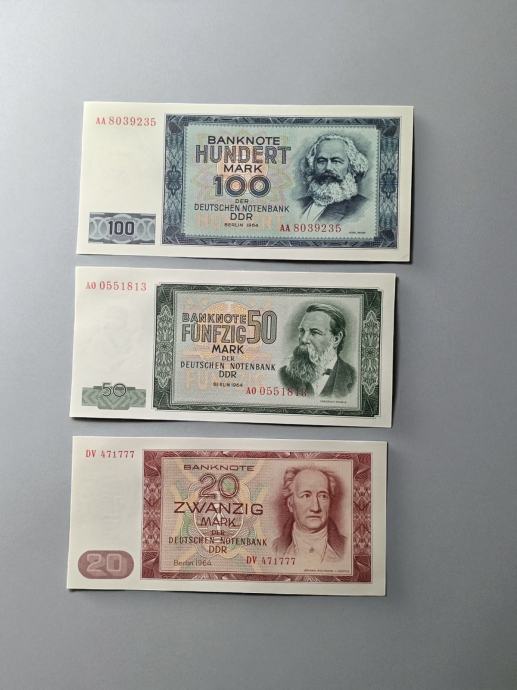 AA 8039235
BANKNOTE
HUNDERT
MARK
100
DER
DEUTSCHEN NOTENBANK
DDR
BERLIN 1964
AA 8039235
100
AO 0551813
BANKNOTE
FÜNFZIG 50
MARK
DER
DEUTSCHEN NOTENBANK
DDR
BERLIN 1964
AO 0551813
50
DV 471777
BANKNOTE
20
ZWANZIG
MARK
DER
DEUTSCHEN NOTENBANK
DDR
Berlin 1964
DV 471777
20